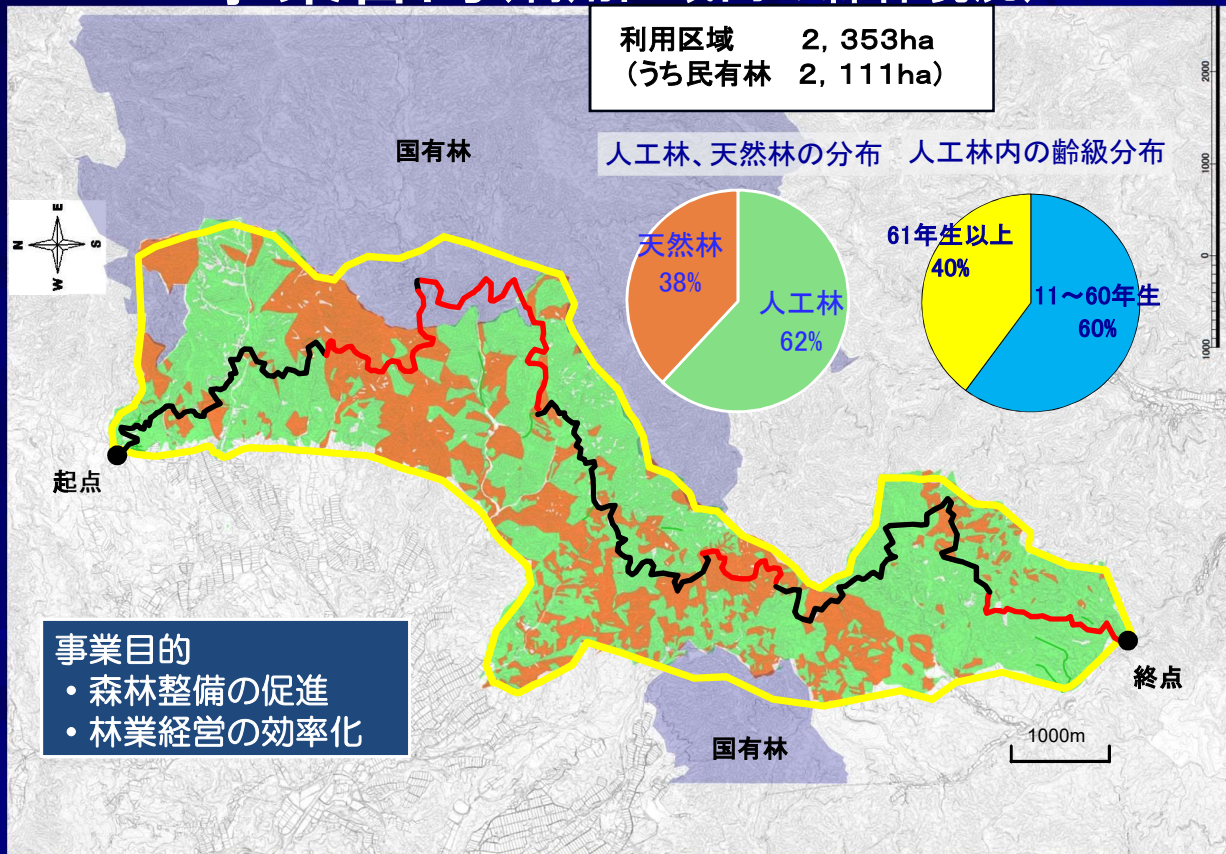 利用区域 2,353ha
（うち民有林 2,111ha）
国有林
人工林、天然林の分布
人工林内の齢級分布
天然林
38%
人工林
62%
61年生以上
40%
11～60年生
60%
N
E
S
W
2000
1000
0
1000
起点
終点
事業目的
・森林整備の促進
・林業経営の効率化
国有林
1000m